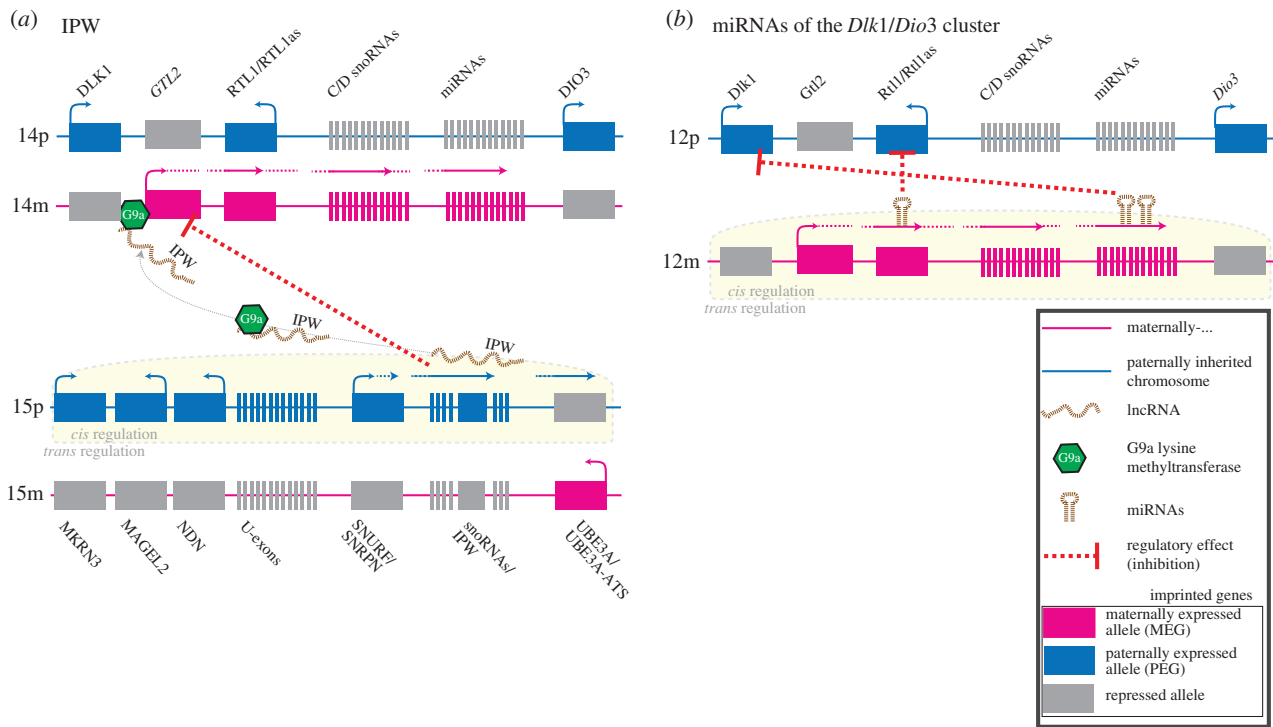 (a) IPW
DLK1
GTL2
RTL1/RTL1as
C/D snoRNAs
miRNAs
DIO3
14p
14m
G9a
IPW
G9a
IPW
IPW
15p
cis regulation
trans regulation
15m
MKRN3
MAGEL2
NDN
U-exons
SNURF/
SNRPN
snoRNAs/
IPW
UBE3A/
UBE3A-ATS
(b) miRNAs of the Dlk1/Dio3 cluster
Dlk1
Gtl2
Rtl1/Rtl1as
C/D snoRNAs
miRNAs
Dio3
12p
12m
cis regulation
trans regulation
maternally-...
paternally inherited
chromosome
lncRNA
G9a
G9a lysine
methyltransferase
miRNAs
regulatory effect
(inhibition)
imprinted genes
maternally expressed
allele (MEG)
paternally expressed
allele (PEG)
repressed allele